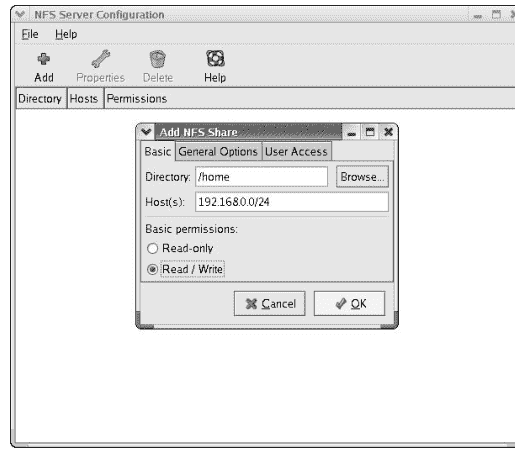 NFS Server Configuration
File Help
Add Properties Delete Help
Directory Hosts Permissions
Add NFS Share
Basic General Options User Access
Directory: /home Browse...
Host(s): 192.168.0.0/24
Basic permissions:
Read-only
Read / Write
Cancel OK